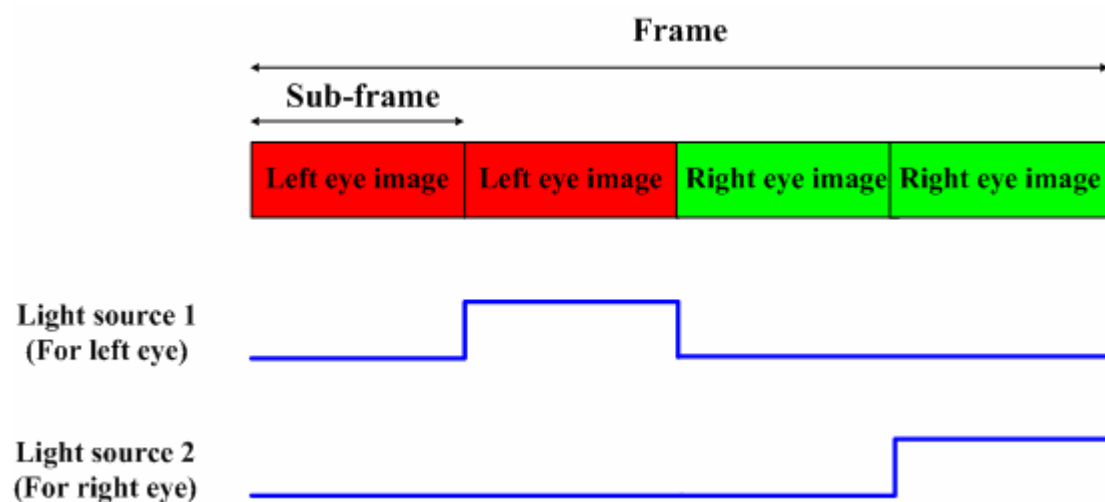 Frame
Sub-frame
Left eye image
Left eye image
Right eye image
Right eye image
Light source 1
(For left eye)
Light source 2
(For right eye)